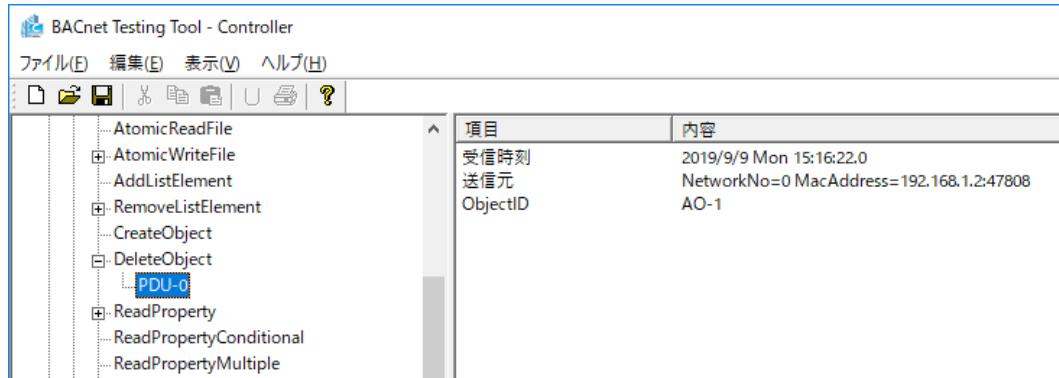 BACnet Testing Tool - Controller
ファイル(F) 編集(E) 表示(V) ヘルプ(H)
AtomicReadFile
AtomicWriteFile
AddListElement
RemoveListElement
CreateObject
DeleteObject
PDU-0
ReadProperty
ReadPropertyConditional
ReadPropertyMultiple
項目 内容
受信時刻 2019/9/9 Mon 15:16:22.0
送信元 NetworkNo=0 MacAddress=192.168.1.2:47808
ObjectID AO-1